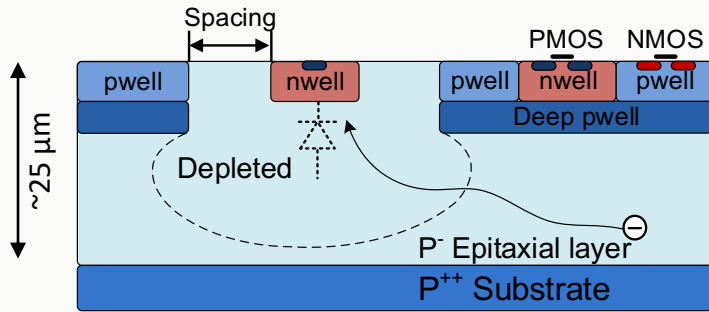 Spacing
PMOS NMOS
pwell nwell pwell nwell pwell
Deep pwell
Depleted
~25 μm
−
P⁻ Epitaxial layer
P⁺⁺ Substrate